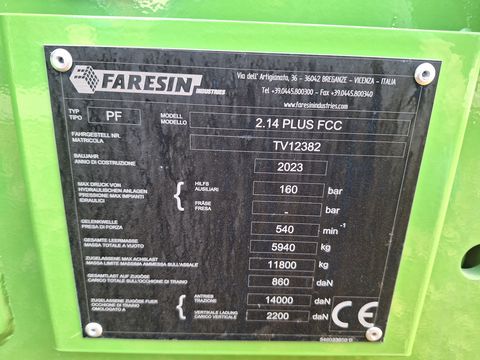 FARESIN
INDUSTRIES
Via dell' Artigianato, 36 - 36042 BREGANZE - VICENZA - ITALIA
Tel +39.0445.800300 - Fax +39.0445.800340
www.faresinindustries.com
TYP
TIPO
PF
MODELL
MODELLO
2.14 PLUS FCC
FAHRGESTELL NR.
MATRICOLA
TV12382
BAUJAHR
ANNO DI COSTRUZIONE
2023
MAX DRUCK VON
HYDRAULISCHEN ANLAGEN
PRESSIONE MAX IMPIANTI
IDRAULICI
HILFS
AUSILIARI
160 bar
FRÄSE
FRESA
- bar
GELENKWELLE
PRESA DI FORZA
540 min-1
GESAMTE LEERMASSE
MASSA TOTALE A VUOTO
5940 kg
ZUGELASSENE MAX ACHSLAST
MASSA LIMITE MASSIMA AMMESSA SULL'ASSALE
11800 kg
GESAMTLAST AUF ZUGÖSE
CARICO TOTALE SULL'OCCHIONE DI TRAINO
860 daN
ZUGELASSENE ZUGÖSE FUER
OCCHIONE DI TRAINO
OMOLOGATO A
ANTRIEB
TRAZIONE
14000 daN
VERTIKALE LADUNG
CARICO VERTICALE
2200 daN
CE